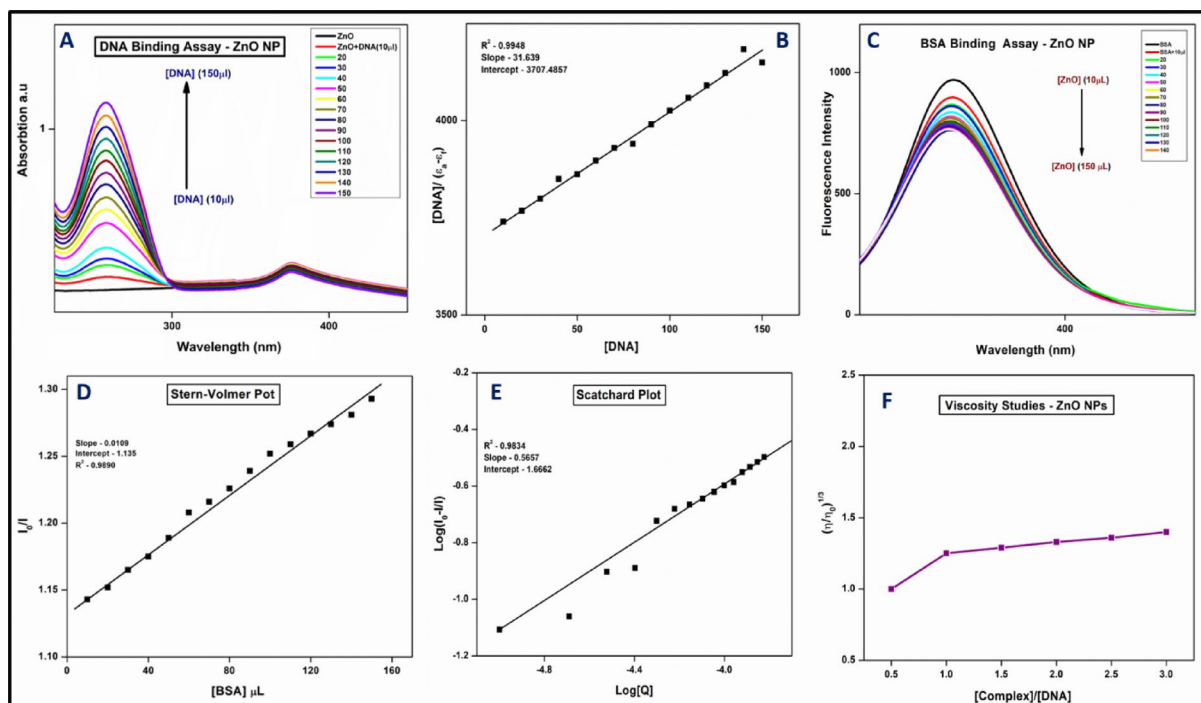 A
DNA Binding Assay - ZnO NP
[DNA] (150µl)
[DNA] (10µl)
ZnO
ZnO+DNA(10µl)
20
30
40
50
60
70
80
90
100
110
120
130
140
150
Absorbtion a.u
1
300
400
Wavelength (nm)
B
R² - 0.9948
Slope - 31.639
Intercept - 3707.4857
[DNA]/ (εa-εf)
4000
3500
0
50
100
150
[DNA]
C
BSA Binding Assay - ZnO NP
BSA
BSA+10µl
20
30
40
50
60
70
80
90
100
110
120
130
140
[ZnO] (10µL)
[ZnO] (150 µL)
Fluorescence Intensity
1000
500
0
400
Wavelength (nm)
D
Stern-Volmer Pot
Slope - 0.0109
Intercept - 1.135
R² - 0.9890
I₀/I
1.30
1.25
1.20
1.15
1.10
0
40
80
120
160
[BSA] µL
E
Scatchard Plot
R² - 0.9834
Slope - 0.5657
Intercept - 1.6662
Log(I₀-I/I)
-0.2
-0.4
-0.6
-0.8
-1.0
-1.2
-4.8
-4.4
-4.0
Log[Q]
F
Viscosity Studies - ZnO NPs
(η/η₀)¹/³
2.5
2.0
1.5
1.0
0.5
0.5
1.0
1.5
2.0
2.5
3.0
[Complex]/[DNA]